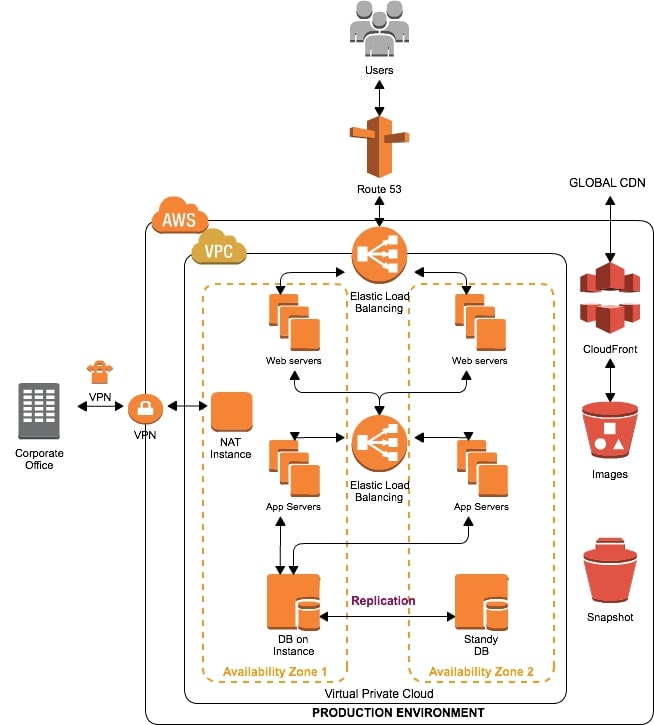 Users
Route 53
GLOBAL CDN
AWS
VPC
Elastic Load
Balancing
Web servers
Web servers
CloudFront
VPN
VPN
Corporate
Office
NAT
Instance
Elastic Load
Balancing
Images
App Servers
App Servers
Replication
DB on
Instance
Standy
DB
Snapshot
Availability Zone 1
Availability Zone 2
Virtual Private Cloud
PRODUCTION ENVIRONMENT